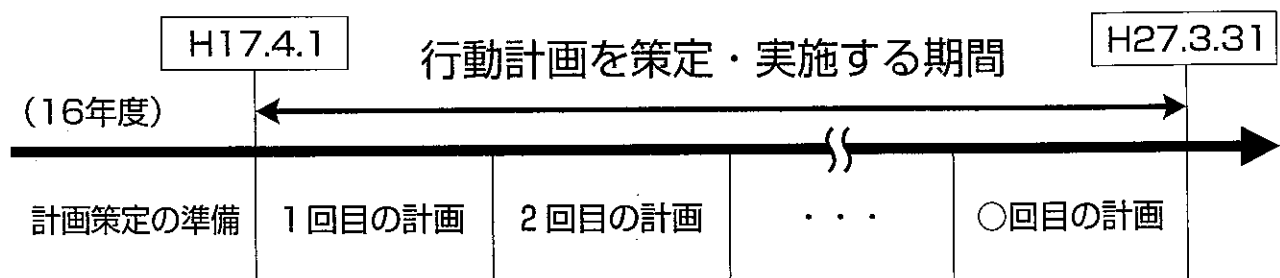 H17.4.1
行動計画を策定・実施する期間
H27.3.31
(16年度)
計画策定の準備
1回目の計画
2回目の計画
・・・
○回目の計画